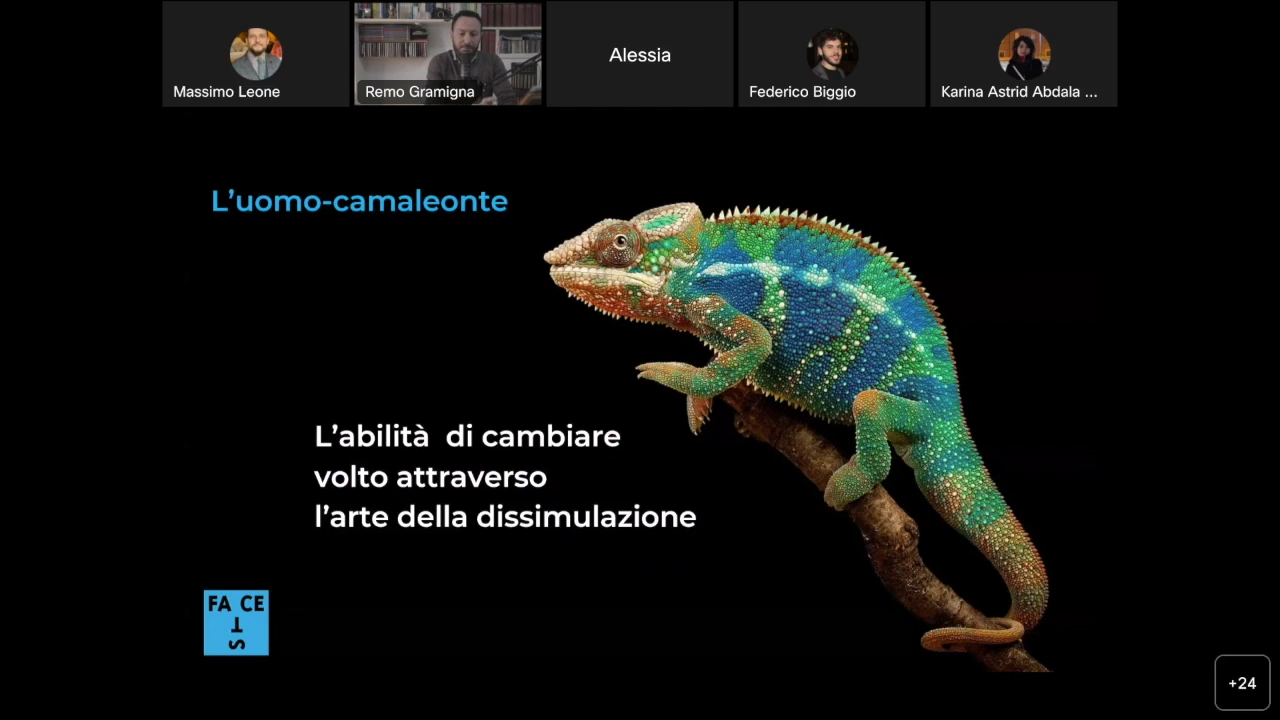 Massimo Leone
Remo Gramigna
Alessia
Federico Biggio
Karina Astrid Abdala ...
L’uomo-camaleonte
L’abilità di cambiare
volto attraverso
l’arte della dissimulazione
FA CE
T
S
+24